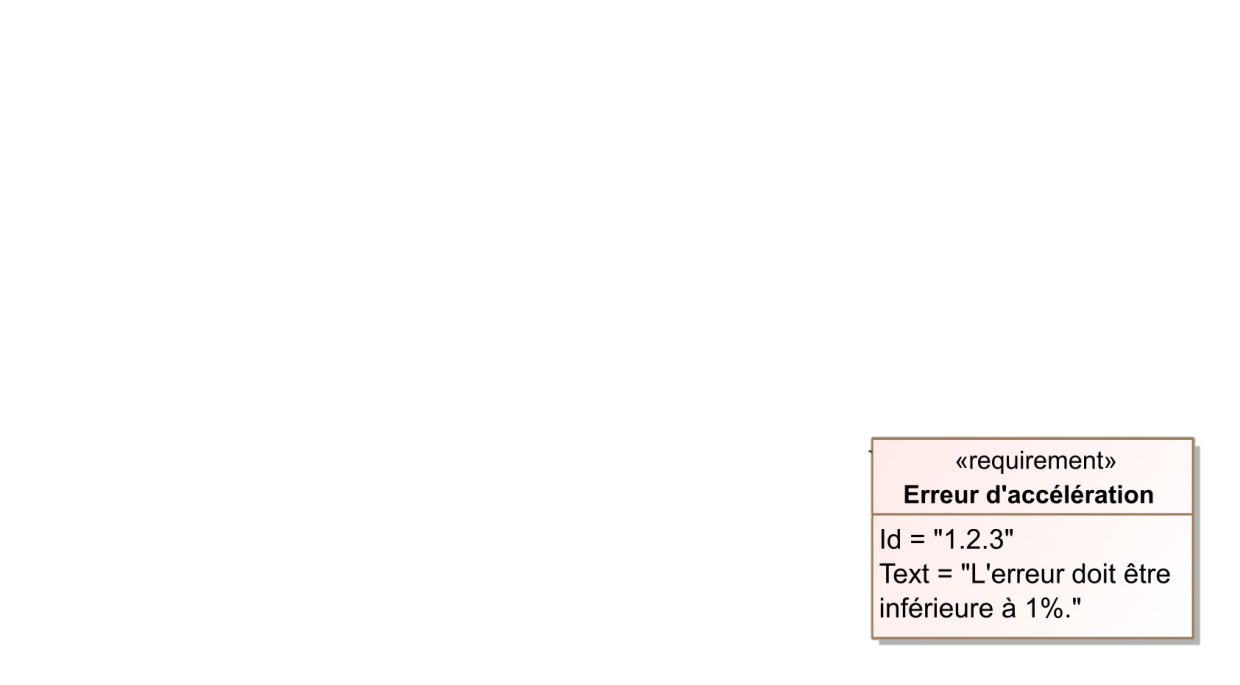 «requirement»
Erreur d'accélération
Id = "1.2.3"
Text = "L'erreur doit être
inférieure à 1%."